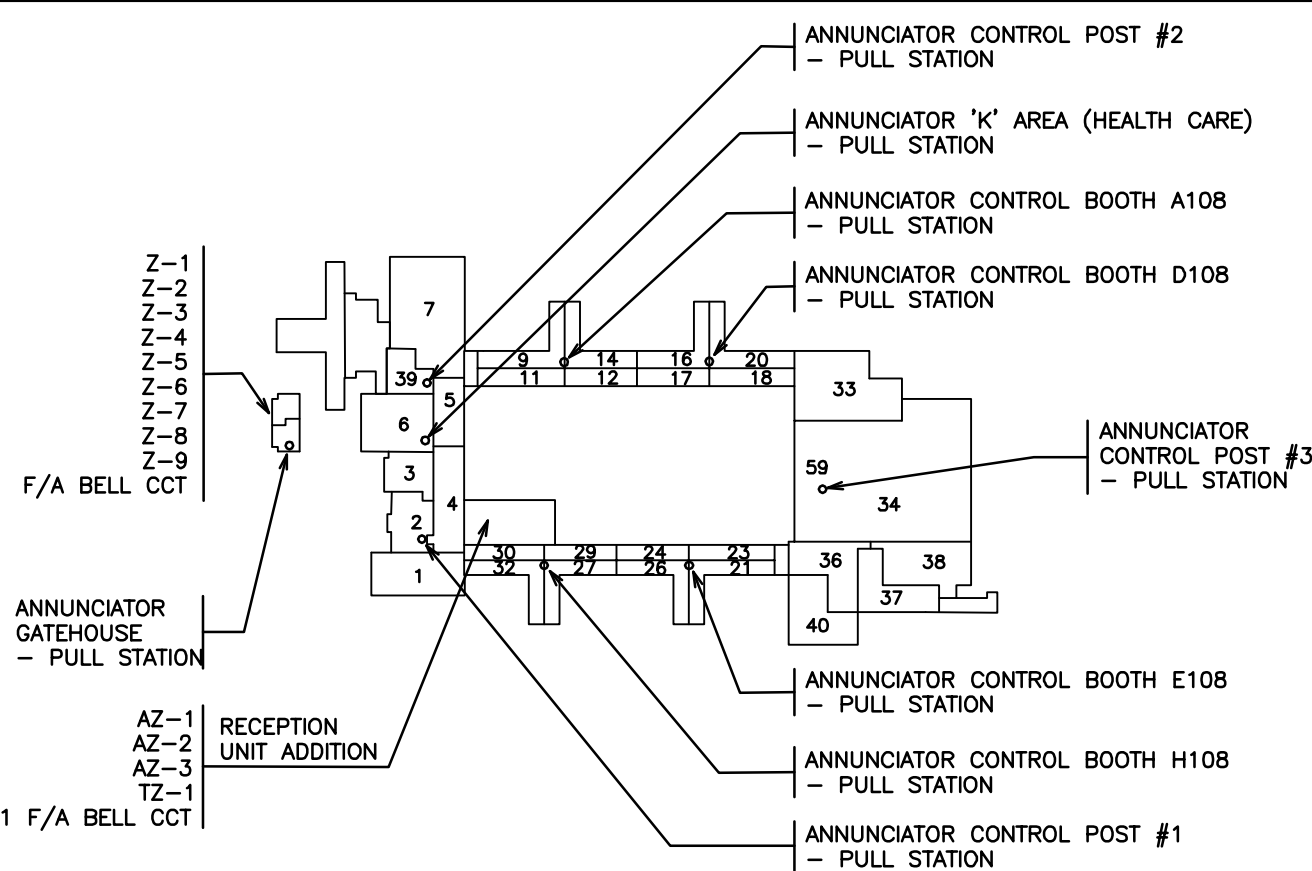 ANNUNCIATOR CONTROL POST #2
– PULL STATION
ANNUNCIATOR 'K' AREA (HEALTH CARE)
– PULL STATION
ANNUNCIATOR CONTROL BOOTH A108
– PULL STATION
ANNUNCIATOR CONTROL BOOTH D108
– PULL STATION
Z–1
Z–2
Z–3
Z–4
Z–5
Z–6
Z–7
Z–8
Z–9
F/A BELL CCT
7
9
14
16
20
39
11
12
17
18
33
5
6
3
59
34
4
2
30
29
24
23
32
27
26
21
36
38
1
37
40
ANNUNCIATOR
CONTROL POST #3
– PULL STATION
ANNUNCIATOR
GATEHOUSE
– PULL STATION
AZ–1
AZ–2
AZ–3
TZ–1
1 F/A BELL CCT
RECEPTION
UNIT ADDITION
ANNUNCIATOR CONTROL BOOTH E108
– PULL STATION
ANNUNCIATOR CONTROL BOOTH H108
– PULL STATION
ANNUNCIATOR CONTROL POST #1
– PULL STATION